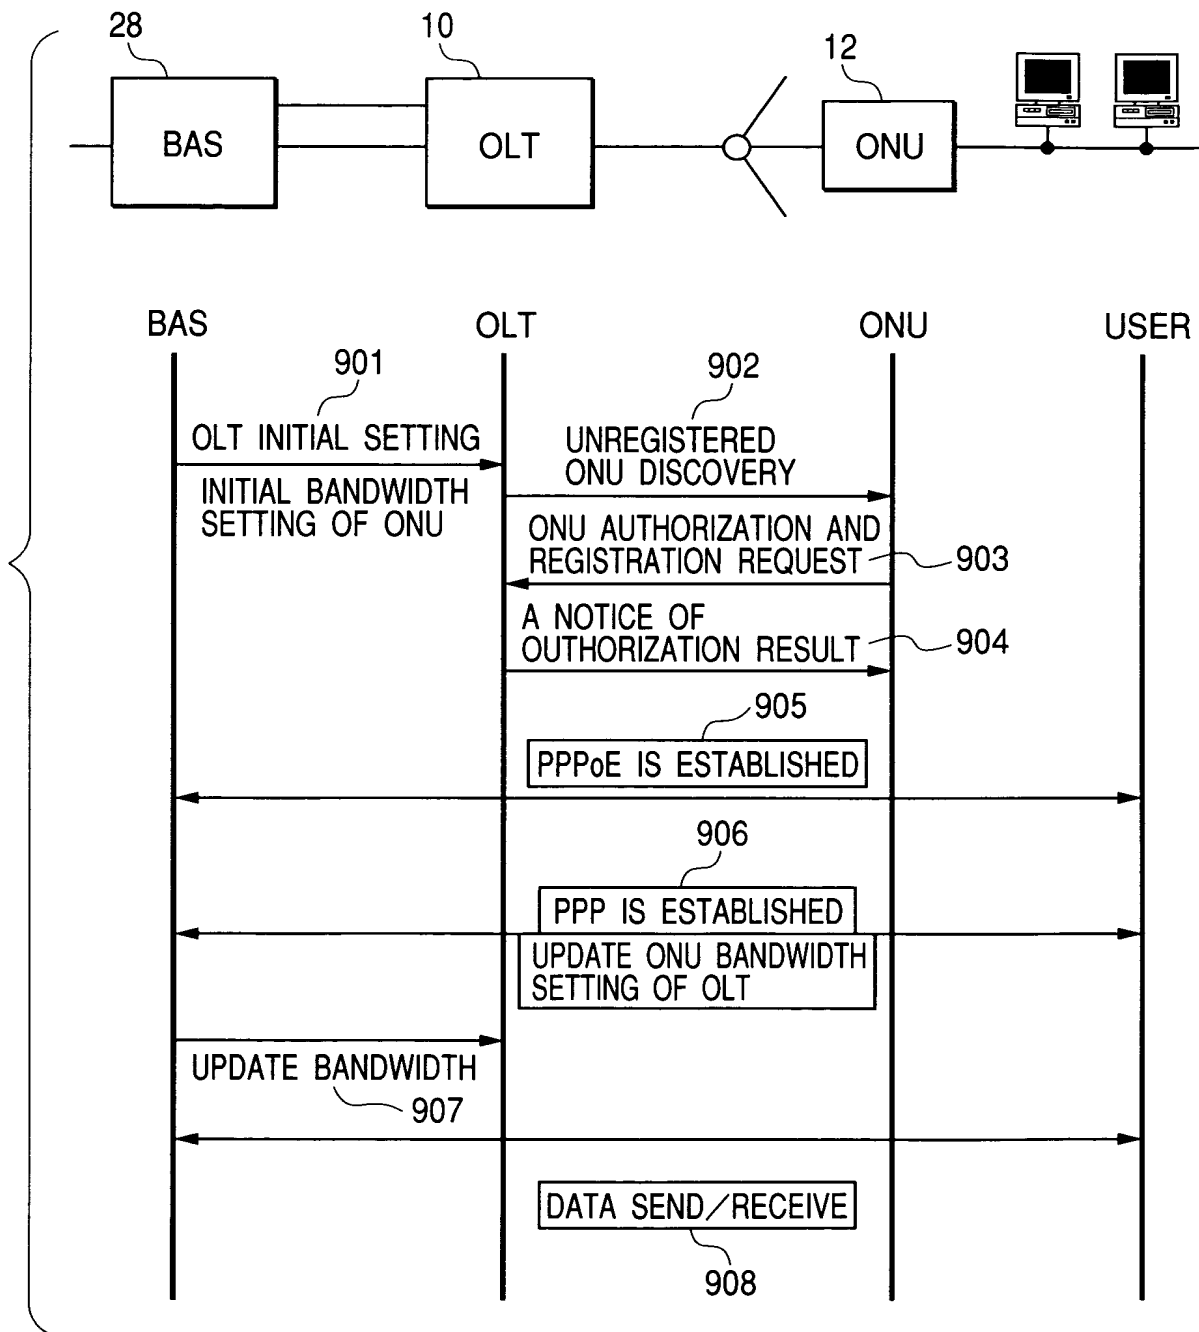 28
10
12
BAS
OLT
ONU
BAS
OLT
ONU
USER
901
902
OLT INITIAL SETTING
UNREGISTERED
ONU DISCOVERY
INITIAL BANDWIDTH
SETTING OF ONU
ONU AUTHORIZATION AND
REGISTRATION REQUEST
903
A NOTICE OF
OUTHORIZATION RESULT
904
905
PPPoE IS ESTABLISHED
906
PPP IS ESTABLISHED
UPDATE ONU BANDWIDTH
SETTING OF OLT
UPDATE BANDWIDTH
907
DATA SEND/RECEIVE
908